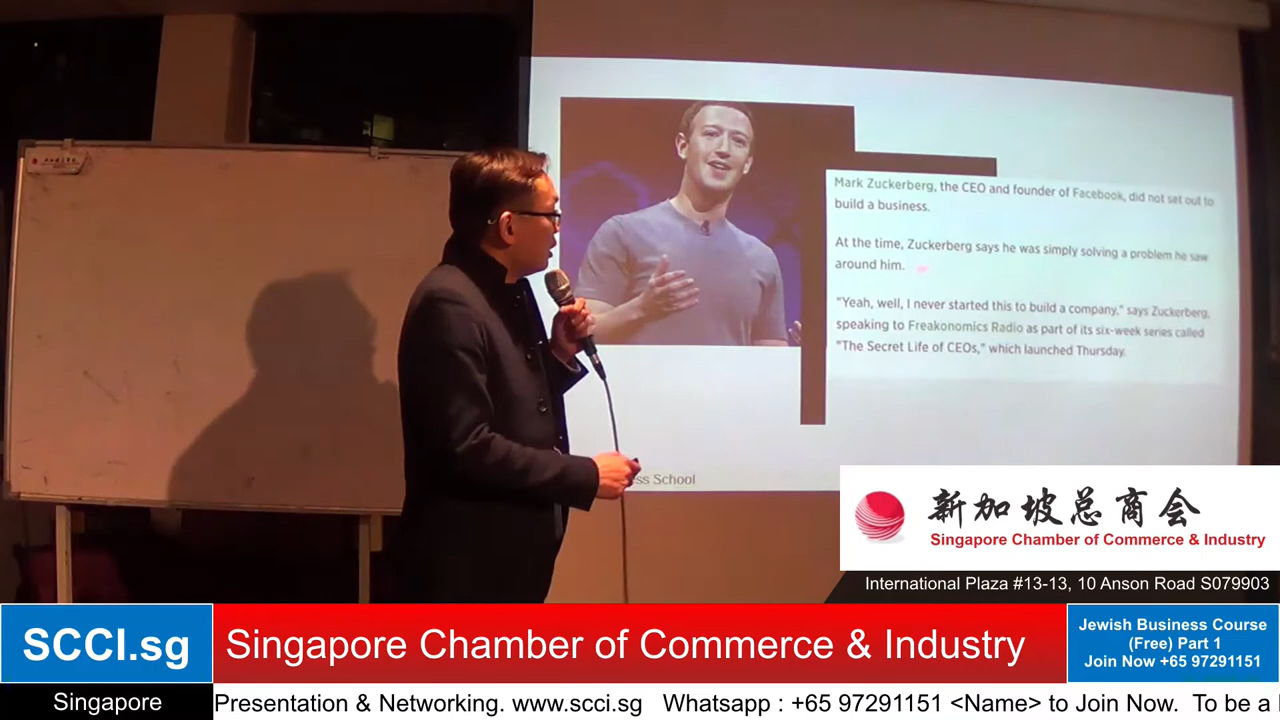 Mark Zuckerberg, the CEO and founder of Facebook, did not set out to
build a business.
At the time, Zuckerberg says he was simply solving a problem he saw
around him.
"Yeah, well, I never started this to build a company," says Zuckerberg,
speaking to Freakonomics Radio as part of its six-week series called
"The Secret Life of CEOs," which launched Thursday.
ess School
新加坡总商会
Singapore Chamber of Commerce & Industry
International Plaza #13-13, 10 Anson Road S079903
SCCI.sg
Singapore Chamber of Commerce & Industry
Jewish Business Course
(Free) Part 1
Join Now +65 97291151
Singapore
Presentation & Networking. www.scci.sg Whatsapp : +65 97291151 <Name> to Join Now. To be a